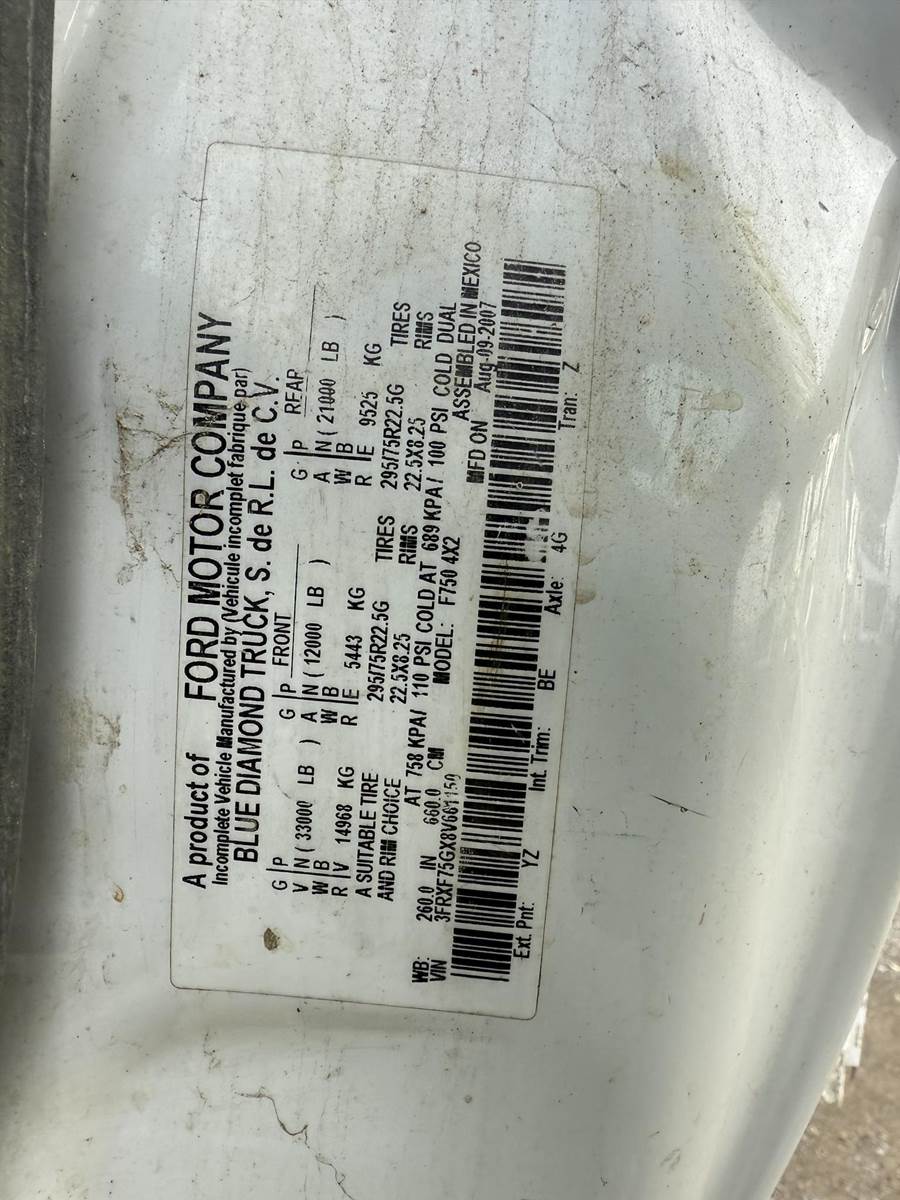 A product of FORD MOTOR COMPANY
Incomplete Vehicle Manufactured by (Vehicule incomplet fabrique par)
BLUE DIAMOND TRUCK, S. de R.L. de C.V.
G P G P FRONT G P REAR
V N ( 33000 LB ) A N ( 12000 LB ) A N ( 21000 LB )
W B W B W B
R V 14968 KG R E 5443 KG R E 9525 KG
A SUITABLE TIRE 295/75R22.5G TIRES 295/75R22.5G TIRES
AND RIM CHOICE 22.5X8.25 RIMS 22.5X8.25 RIMS
AT 758 KPA/ 110 PSI COLD AT 689 KPA/ 100 PSI COLD DUAL
WB: 260.0 IN 660.0 CM MODEL: F750 4X2 ASSEMBLED IN MEXICO
VIN 3FRXF75GX8V661150 MFD ON Aug-09-2007
Ext. Pnt: YZ Int. Trim: BE Axle: 4G Tran: Z